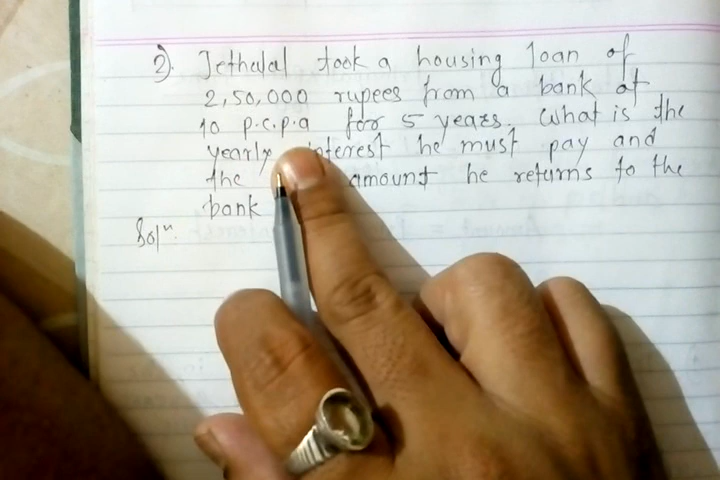 2). Jethalal took a housing loan of
2,50,000 rupees from a bank at
10 p.c.p.a for 5 years. What is the
yearly interest he must pay and
the amount he returns to the
bank
Solⁿ.